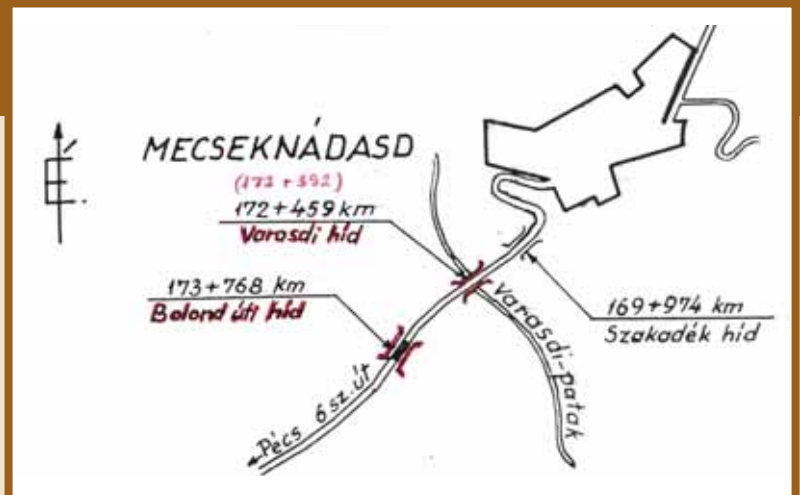 MECSEKNÁDASD
(172 + 392)
172+459 km
Varasdi híd
173+768 km
Bolond úti híd
169+974 km
Szakadék híd
Varasdi-patak
Pécs 6 sz. út
É.